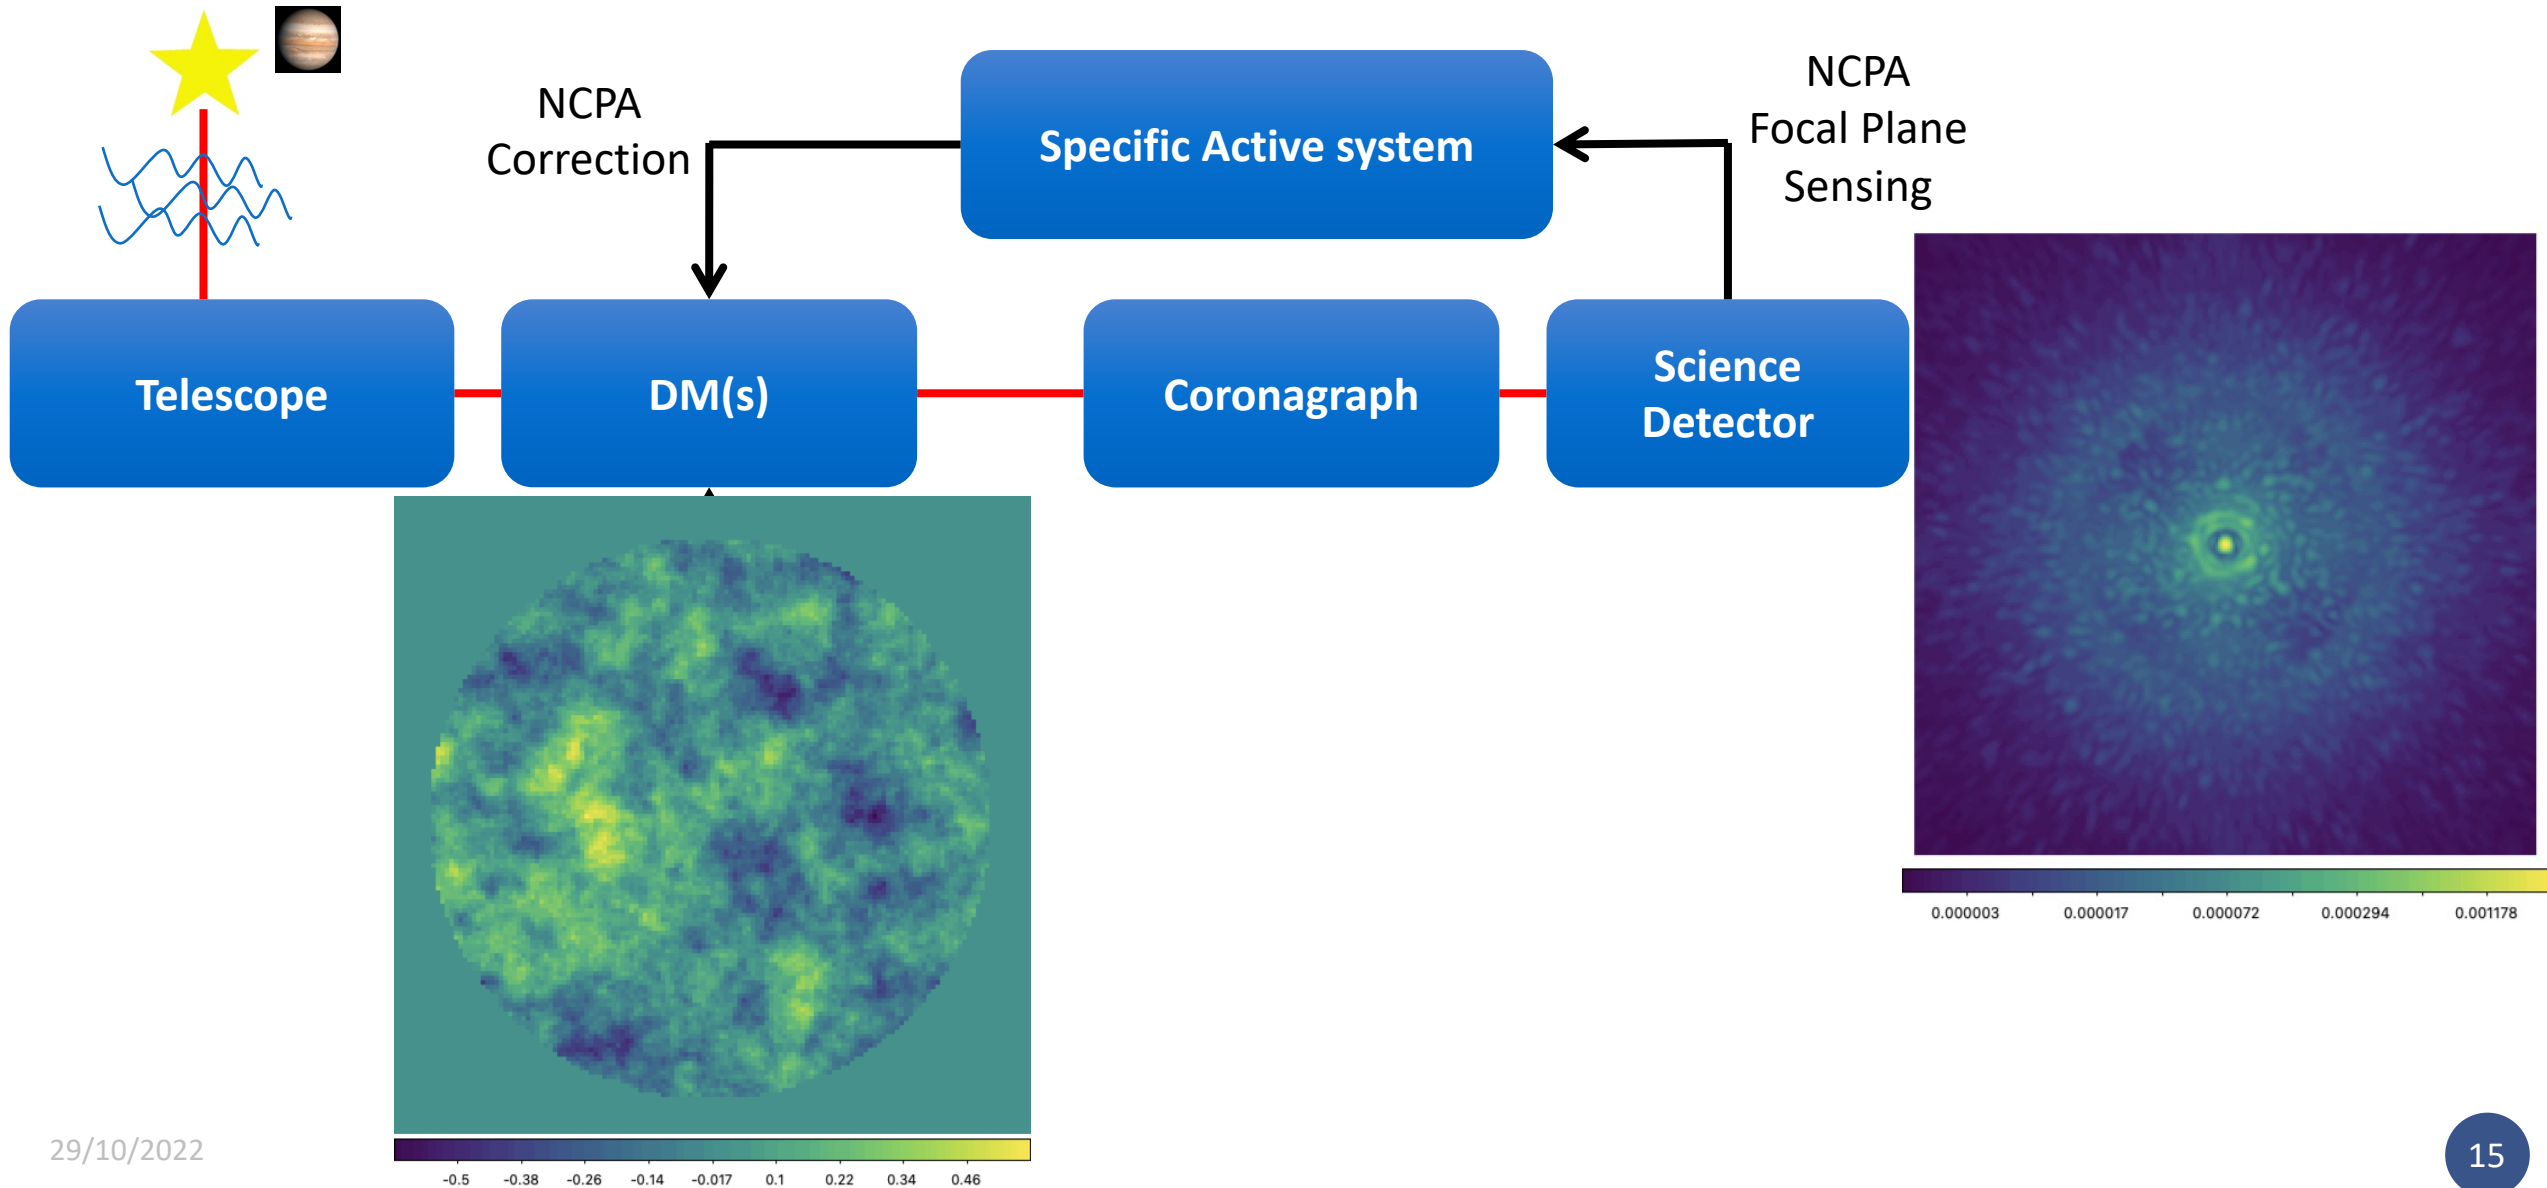 NCPA
Correction
Specific Active system
NCPA
Focal Plane
Sensing
Telescope
DM(s)
Coronagraph
Science
Detector
0.000003 0.000017 0.000072 0.000294 0.001178
-0.5 -0.38 -0.26 -0.14 -0.017 0.1 0.22 0.34 0.46
29/10/2022
15